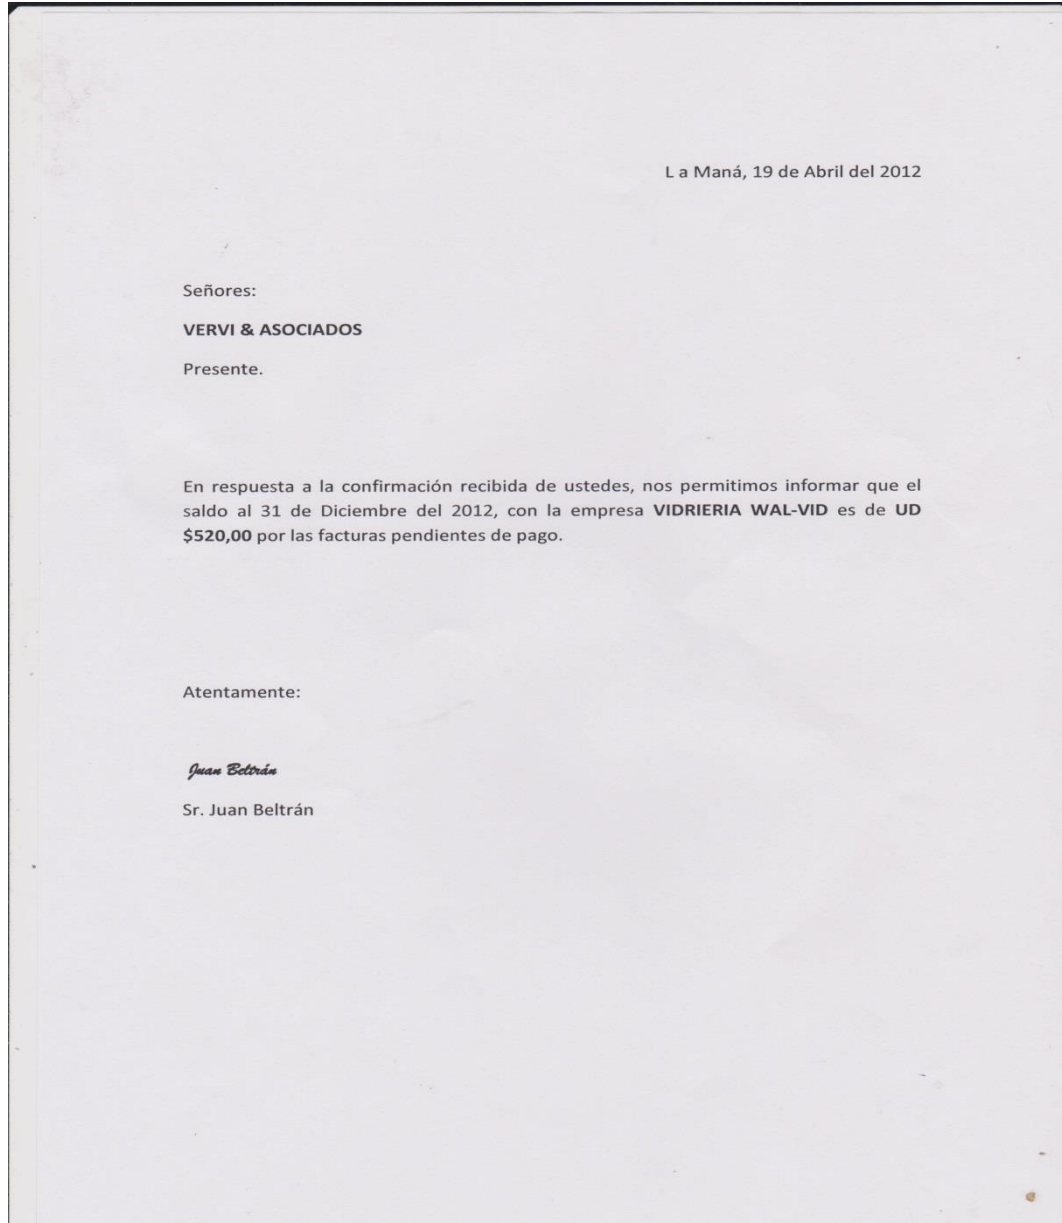 L a Maná, 19 de Abril del 2012
Señores:
VERVI & ASOCIADOS
Presente.
En respuesta a la confirmación recibida de ustedes, nos permitimos informar que el
saldo al 31 de Diciembre del 2012, con la empresa VIDRIERIA WAL-VID es de UD
$520,00 por las facturas pendientes de pago.
Atentamente:
Juan Beltrán
Sr. Juan Beltrán